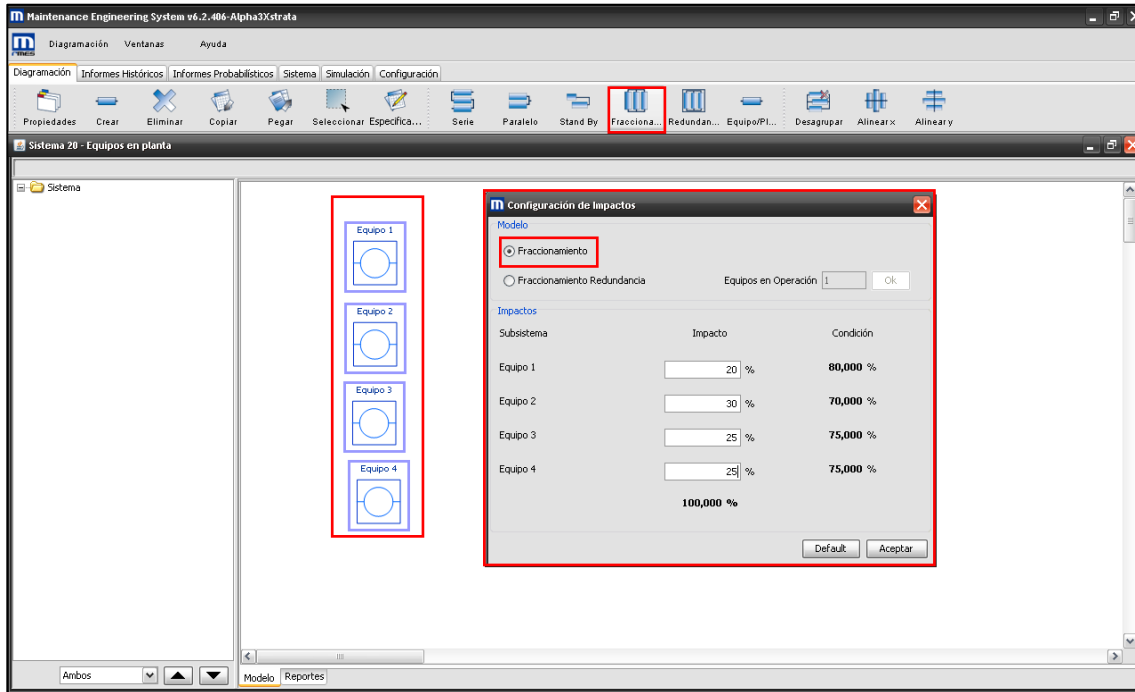 Maintenance Engineering System v6.2.406-Alpha3Xstrata
MES
Diagramación Ventanas Ayuda
Diagramación Informes Históricos Informes Probabilísticos Sistema Simulación Configuración
Propiedades Crear Eliminar Copiar Pegar Seleccionar Especifica... Serie Paralelo Stand By Fracciona... Redundan... Equipo/Pl... Desagrupar Alinear x Alinear y
Sistema 20 - Equipos en planta
Sistema
Equipo 1
Equipo 2
Equipo 3
Equipo 4
Configuración de Impactos
Modelo
Fraccionamiento
Fraccionamiento Redundancia Equipos en Operación 1 Ok
Impactos
Subsistema Impacto Condición
Equipo 1 20 % 80,000 %
Equipo 2 30 % 70,000 %
Equipo 3 25 % 75,000 %
Equipo 4 25 % 75,000 %
100,000 %
Default Aceptar
Ambos
Modelo Reportes